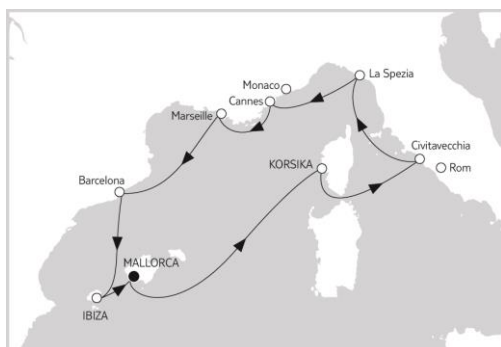 La Spezia
Monaco
Cannes
Marseille
Civitavecchia
KORSIKA
Rom
Barcelona
MALLORCA
IBIZA